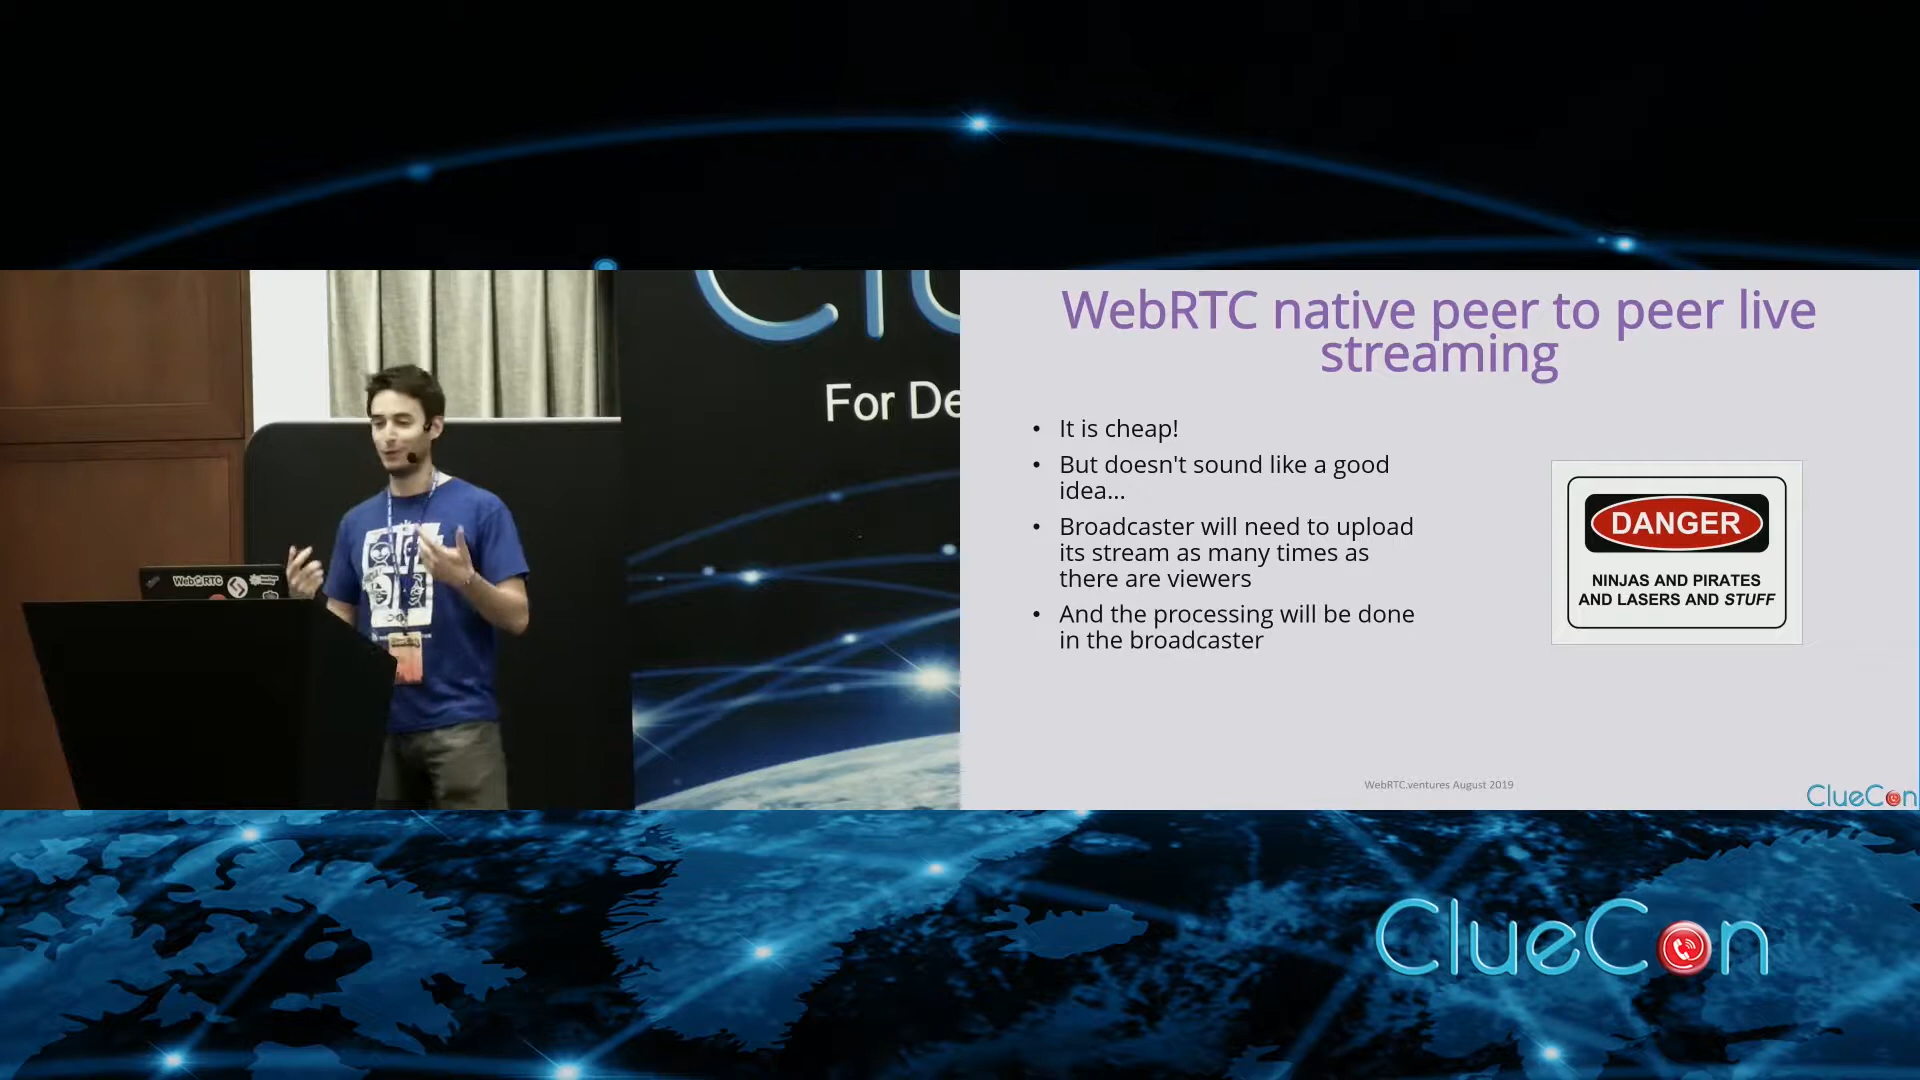 Clu
For De
WebRTC
WebRTC native peer to peer live
streaming
• It is cheap!
• But doesn't sound like a good
idea...
• Broadcaster will need to upload
its stream as many times as
there are viewers
• And the processing will be done
in the broadcaster
DANGER
NINJAS AND PIRATES
AND LASERS AND STUFF
WebRTC.ventures August 2019
ClueCon
ClueCon